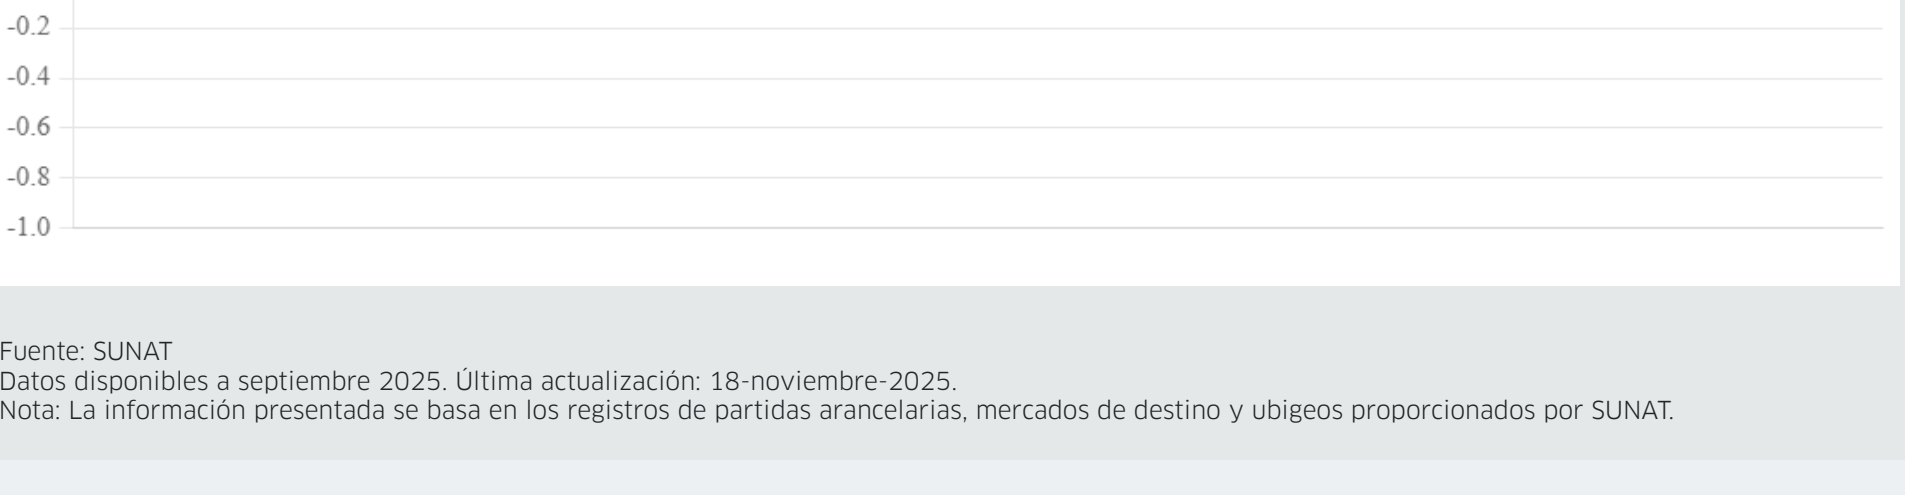 -0.2
-0.4
-0.6
-0.8
-1.0
Fuente: SUNAT
Datos disponibles a septiembre 2025. Última actualización: 18-noviembre-2025.
Nota: La información presentada se basa en los registros de partidas arancelarias, mercados de destino y ubigeos proporcionados por SUNAT.